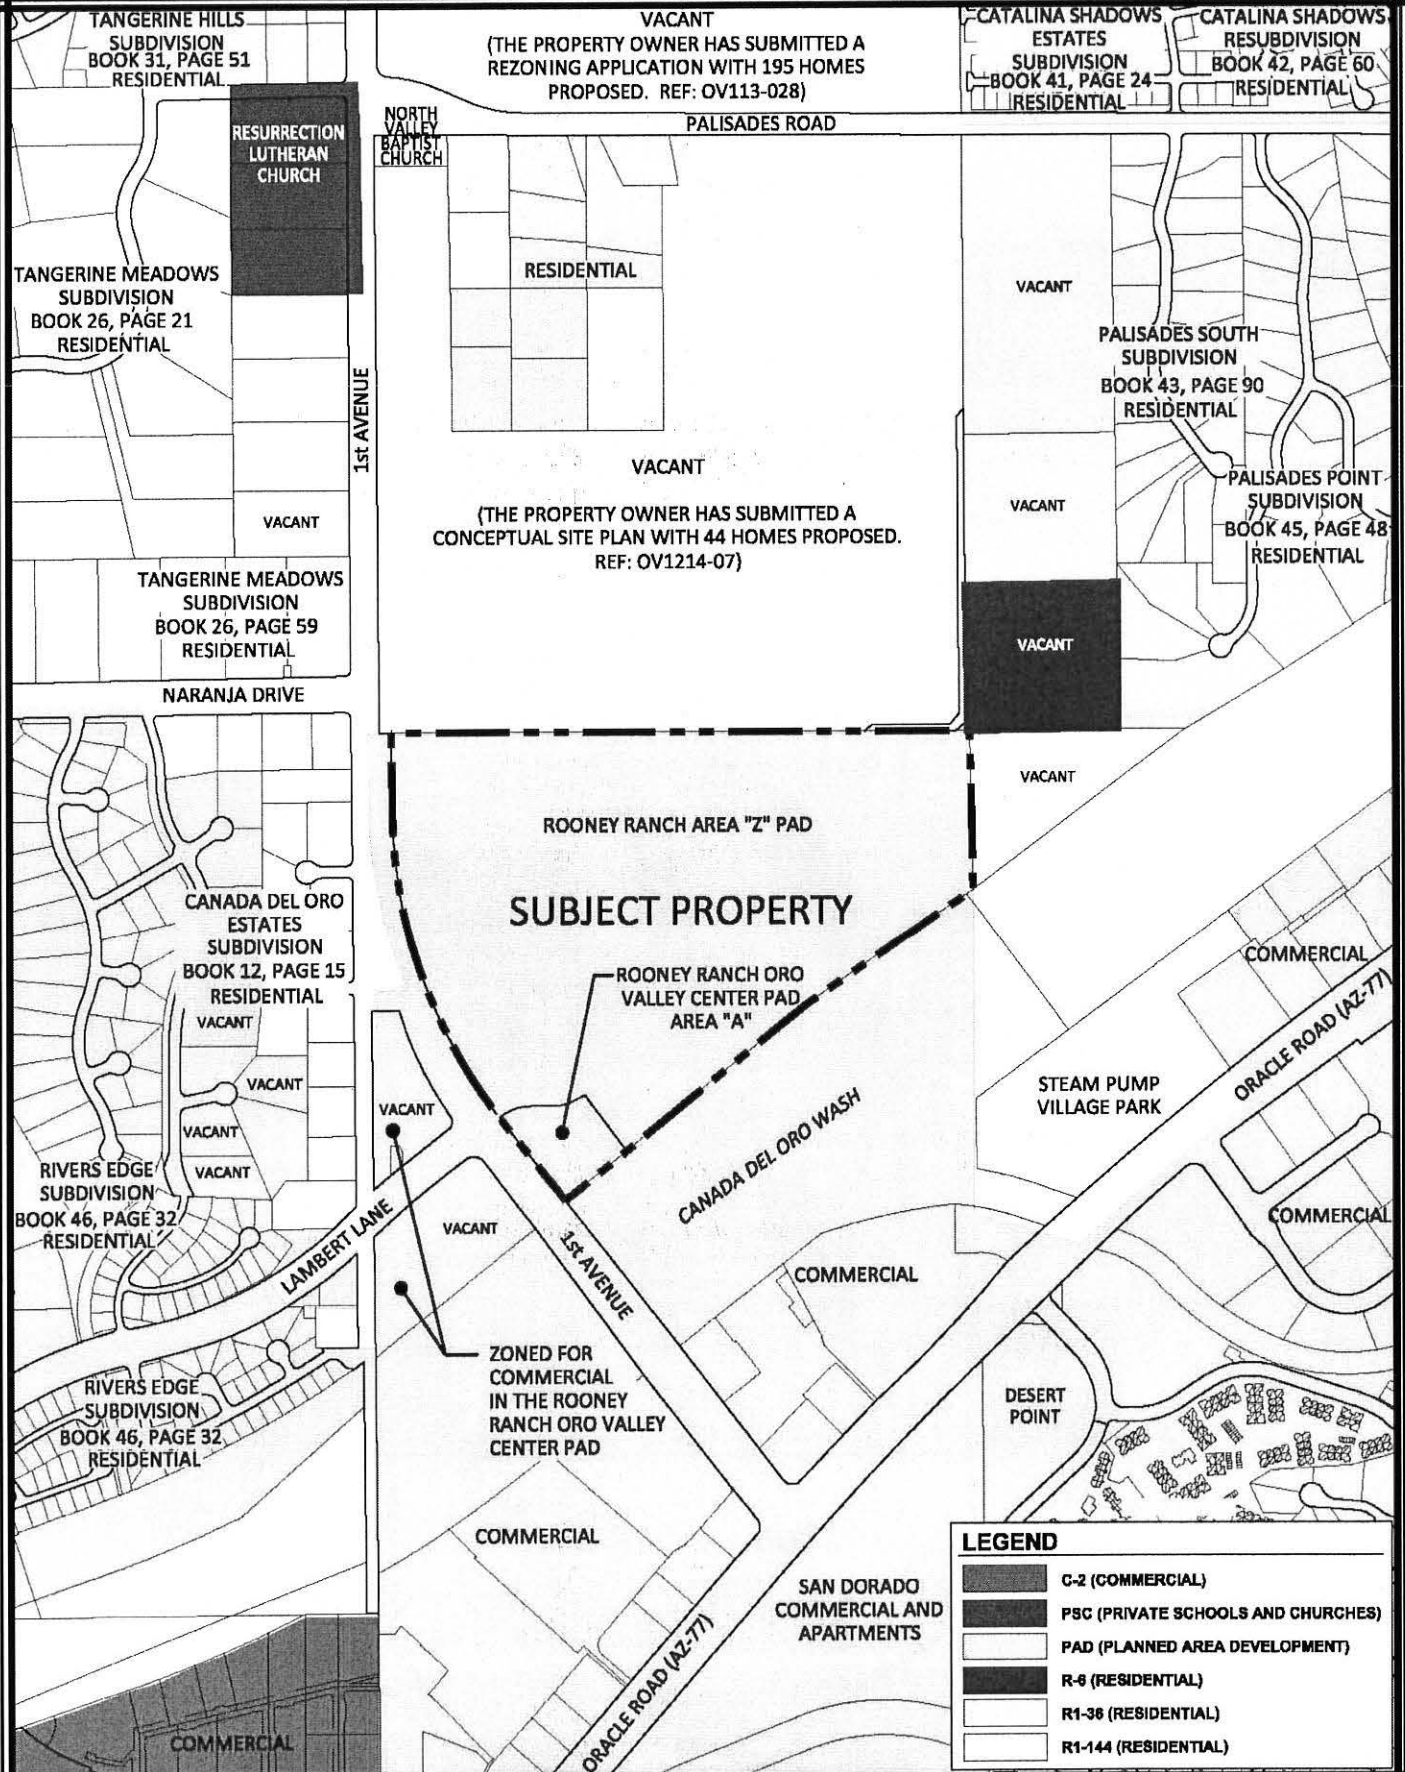 TANGERINE HILLS
SUBDIVISION
BOOK 31, PAGE 51
RESIDENTIAL
VACANT
(THE PROPERTY OWNER HAS SUBMITTED A
REZONING APPLICATION WITH 195 HOMES
PROPOSED. REF: OV113-028)
CATALINA SHADOWS
ESTATES
SUBDIVISION
BOOK 41, PAGE 24
RESIDENTIAL
CATALINA SHADOWS
RESUBDIVISION
BOOK 42, PAGE 60
RESIDENTIAL
PALISADES ROAD
NORTH
VALLEY
BAPTIST
CHURCH
RESURRECTION
LUTHERAN
CHURCH
TANGERINE MEADOWS
SUBDIVISION
BOOK 26, PAGE 21
RESIDENTIAL
RESIDENTIAL
VACANT
PALISADES SOUTH
SUBDIVISION
BOOK 43, PAGE 90
RESIDENTIAL
1st AVENUE
VACANT
(THE PROPERTY OWNER HAS SUBMITTED A
CONCEPTUAL SITE PLAN WITH 44 HOMES PROPOSED.
REF: OV1214-07)
VACANT
VACANT
PALISADES POINT
SUBDIVISION
BOOK 45, PAGE 48
RESIDENTIAL
TANGERINE MEADOWS
SUBDIVISION
BOOK 26, PAGE 59
RESIDENTIAL
VACANT
NARANJA DRIVE
VACANT
ROONEY RANCH AREA "Z" PAD
SUBJECT PROPERTY
CANADA DEL ORO
ESTATES
SUBDIVISION
BOOK 12, PAGE 15
RESIDENTIAL
VACANT
VACANT
VACANT
VACANT
ROONEY RANCH ORO
VALLEY CENTER PAD
AREA "A"
COMMERCIAL
ORACLE ROAD (AZ-77)
STEAM PUMP
VILLAGE PARK
CANADA DEL ORO WASH
VACANT
RIVERS EDGE
SUBDIVISION
BOOK 46, PAGE 32
RESIDENTIAL
LAMBERT LANE
VACANT
1st AVENUE
COMMERCIAL
COMMERCIAL
ZONED FOR
COMMERCIAL
IN THE ROONEY
RANCH ORO VALLEY
CENTER PAD
RIVERS EDGE
SUBDIVISION
BOOK 46, PAGE 32
RESIDENTIAL
DESERT
POINT
COMMERCIAL
SAN DORADO
COMMERCIAL AND
APARTMENTS
ORACLE ROAD (AZ-77)
COMMERCIAL
LEGEND
C-2 (COMMERCIAL)
PSC (PRIVATE SCHOOLS AND CHURCHES)
PAD (PLANNED AREA DEVELOPMENT)
R-6 (RESIDENTIAL)
R1-36 (RESIDENTIAL)
R1-144 (RESIDENTIAL)